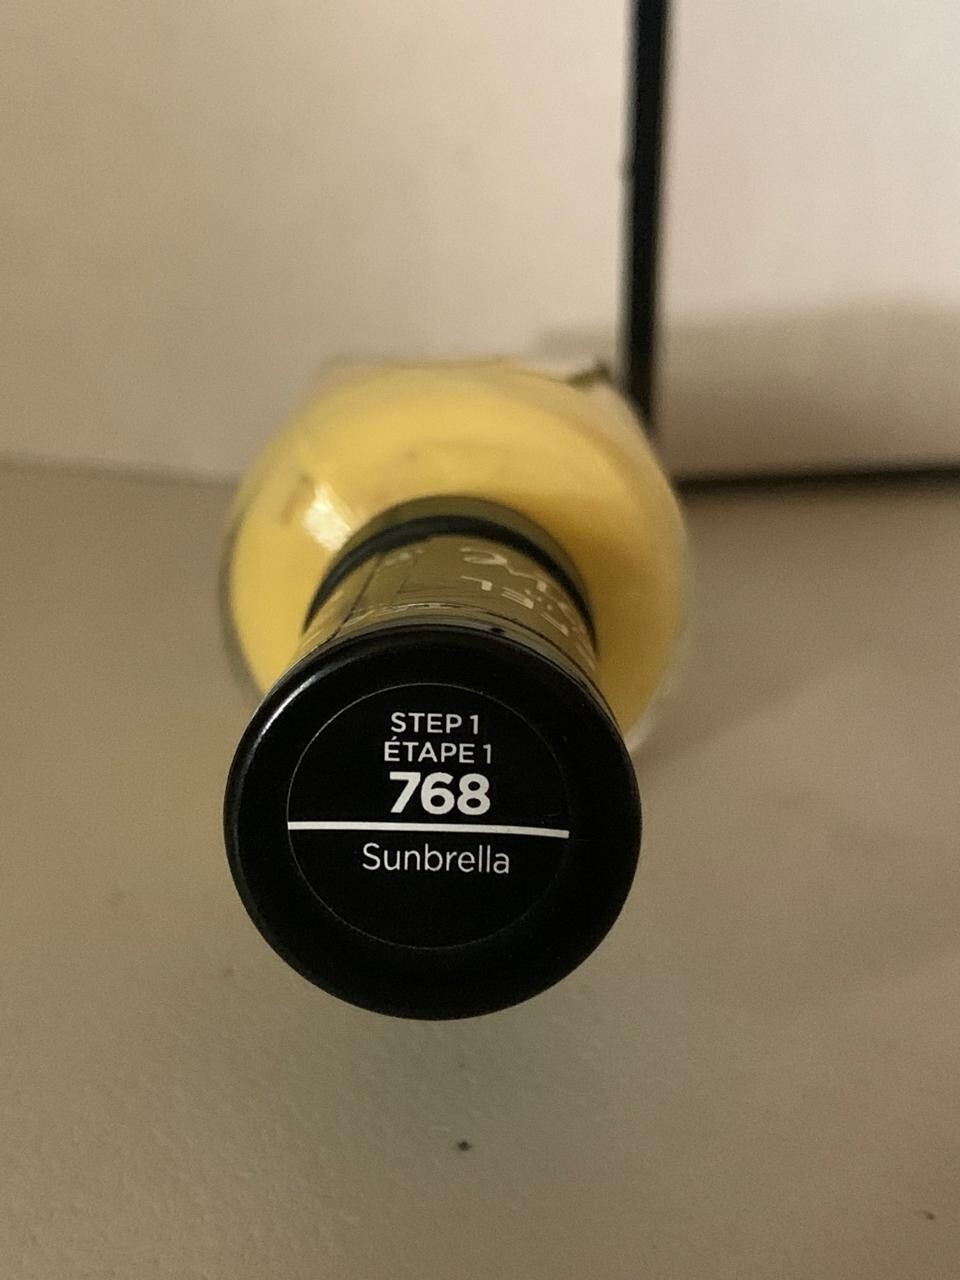 STEP 1
ÉTAPE 1
768
Sunbrella